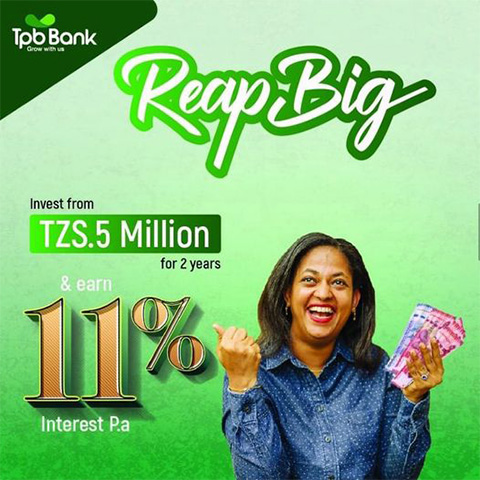 Tpb Bank
Grow with us
Reap Big
Invest from
TZS.5 Million
for 2 years
& earn
11%
Interest P.a